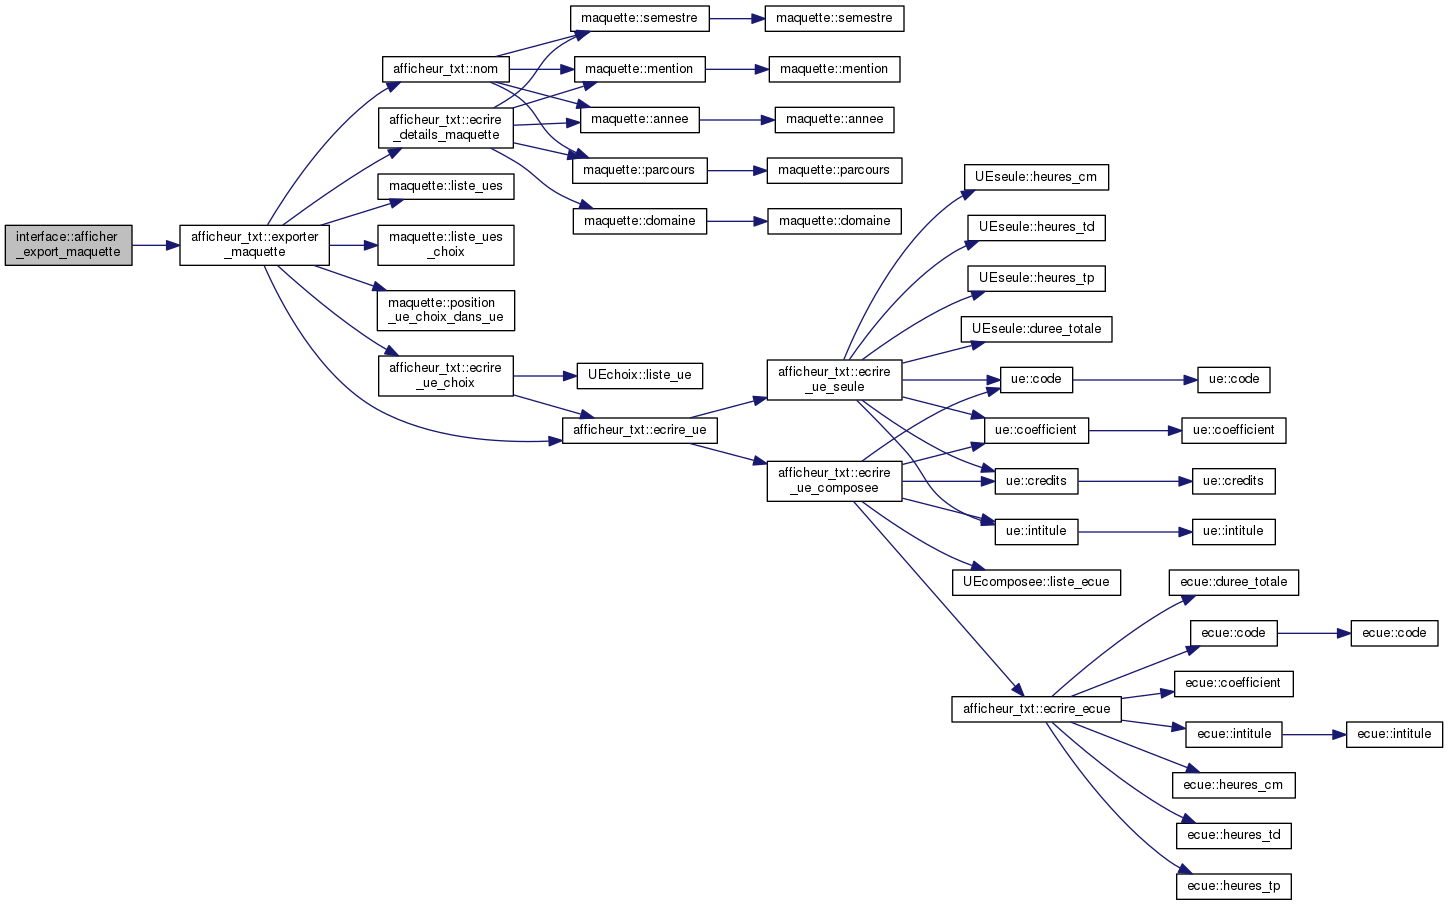 interface::afficher
_export_maquette
afficheur_txt::exporter
_maquette
afficheur_txt::nom
afficheur_txt::ecrire
_details_maquette
maquette::liste_ues
maquette::liste_ues
_choix
maquette::position
_ue_choix_dans_ue
afficheur_txt::ecrire
_ue_choix
maquette::semestre
maquette::semestre
maquette::mention
maquette::mention
maquette::annee
maquette::annee
maquette::parcours
maquette::parcours
maquette::domaine
maquette::domaine
UEchoix::liste_ue
afficheur_txt::ecrire_ue
afficheur_txt::ecrire
_ue_seule
afficheur_txt::ecrire
_ue_composee
UEseule::heures_cm
UEseule::heures_td
UEseule::heures_tp
UEseule::duree_totale
ue::code
ue::code
ue::coefficient
ue::coefficient
ue::credits
ue::credits
ue::intitule
ue::intitule
UEcomposee::liste_ecue
afficheur_txt::ecrire_ecue
ecue::duree_totale
ecue::code
ecue::code
ecue::coefficient
ecue::intitule
ecue::intitule
ecue::heures_cm
ecue::heures_td
ecue::heures_tp